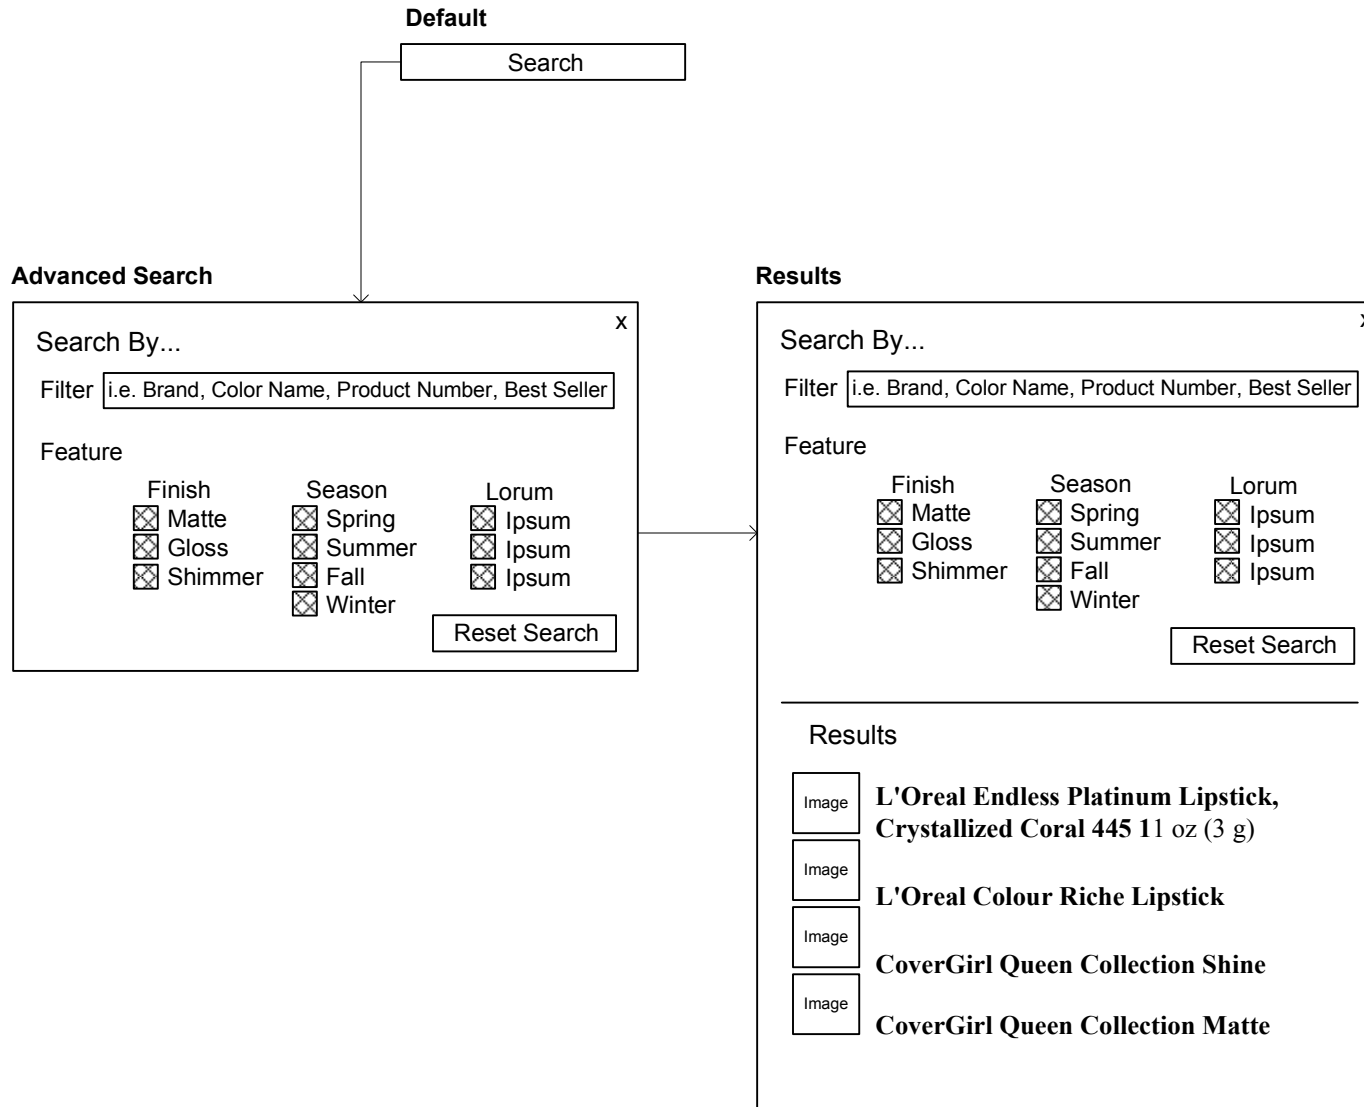 Default
Search
Advanced Search
x
Search By...
Filter i.e. Brand, Color Name, Product Number, Best Seller
Feature
Finish Season Lorum
Matte Spring Ipsum
Gloss Summer Ipsum
Shimmer Fall Ipsum
Winter
Reset Search
Results
x
Search By...
Filter i.e. Brand, Color Name, Product Number, Best Seller
Feature
Finish Season Lorum
Matte Spring Ipsum
Gloss Summer Ipsum
Shimmer Fall Ipsum
Winter
Reset Search
Results
Image L'Oreal Endless Platinum Lipstick,
Crystallized Coral 445 11 oz (3 g)
Image L'Oreal Colour Riche Lipstick
Image CoverGirl Queen Collection Shine
Image CoverGirl Queen Collection Matte